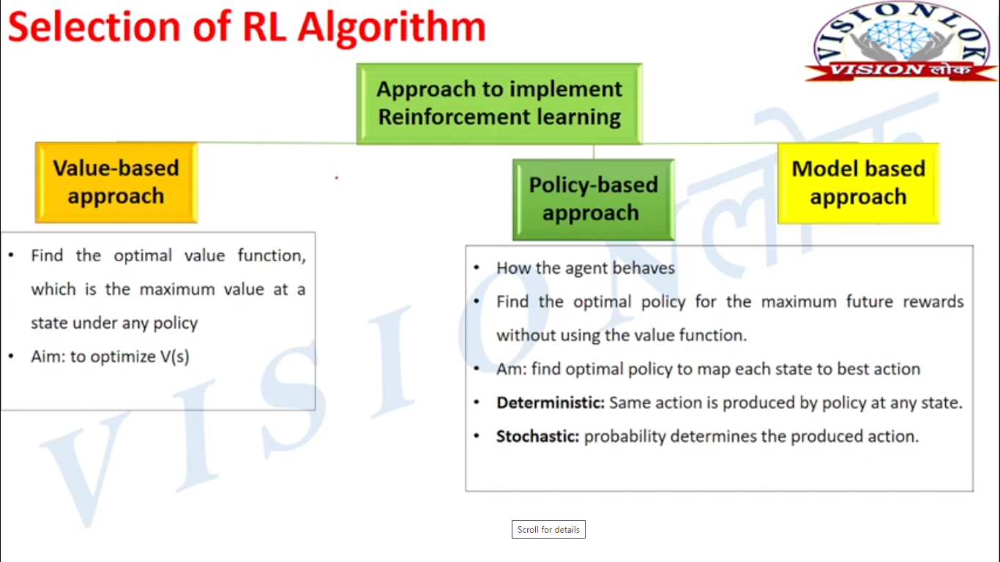 Selection of RL Algorithm
VISIONLOK
VISION लोक
Approach to implement
Reinforcement learning
Value-based
approach
Policy-based
approach
Model based
approach
• Find the optimal value function,
which is the maximum value at a
state under any policy
• Aim: to optimize V(s)
• How the agent behaves
• Find the optimal policy for the maximum future rewards
without using the value function.
• Am: find optimal policy to map each state to best action
• Deterministic: Same action is produced by policy at any state.
• Stochastic: probability determines the produced action.
VISION लोक
Scroll for details